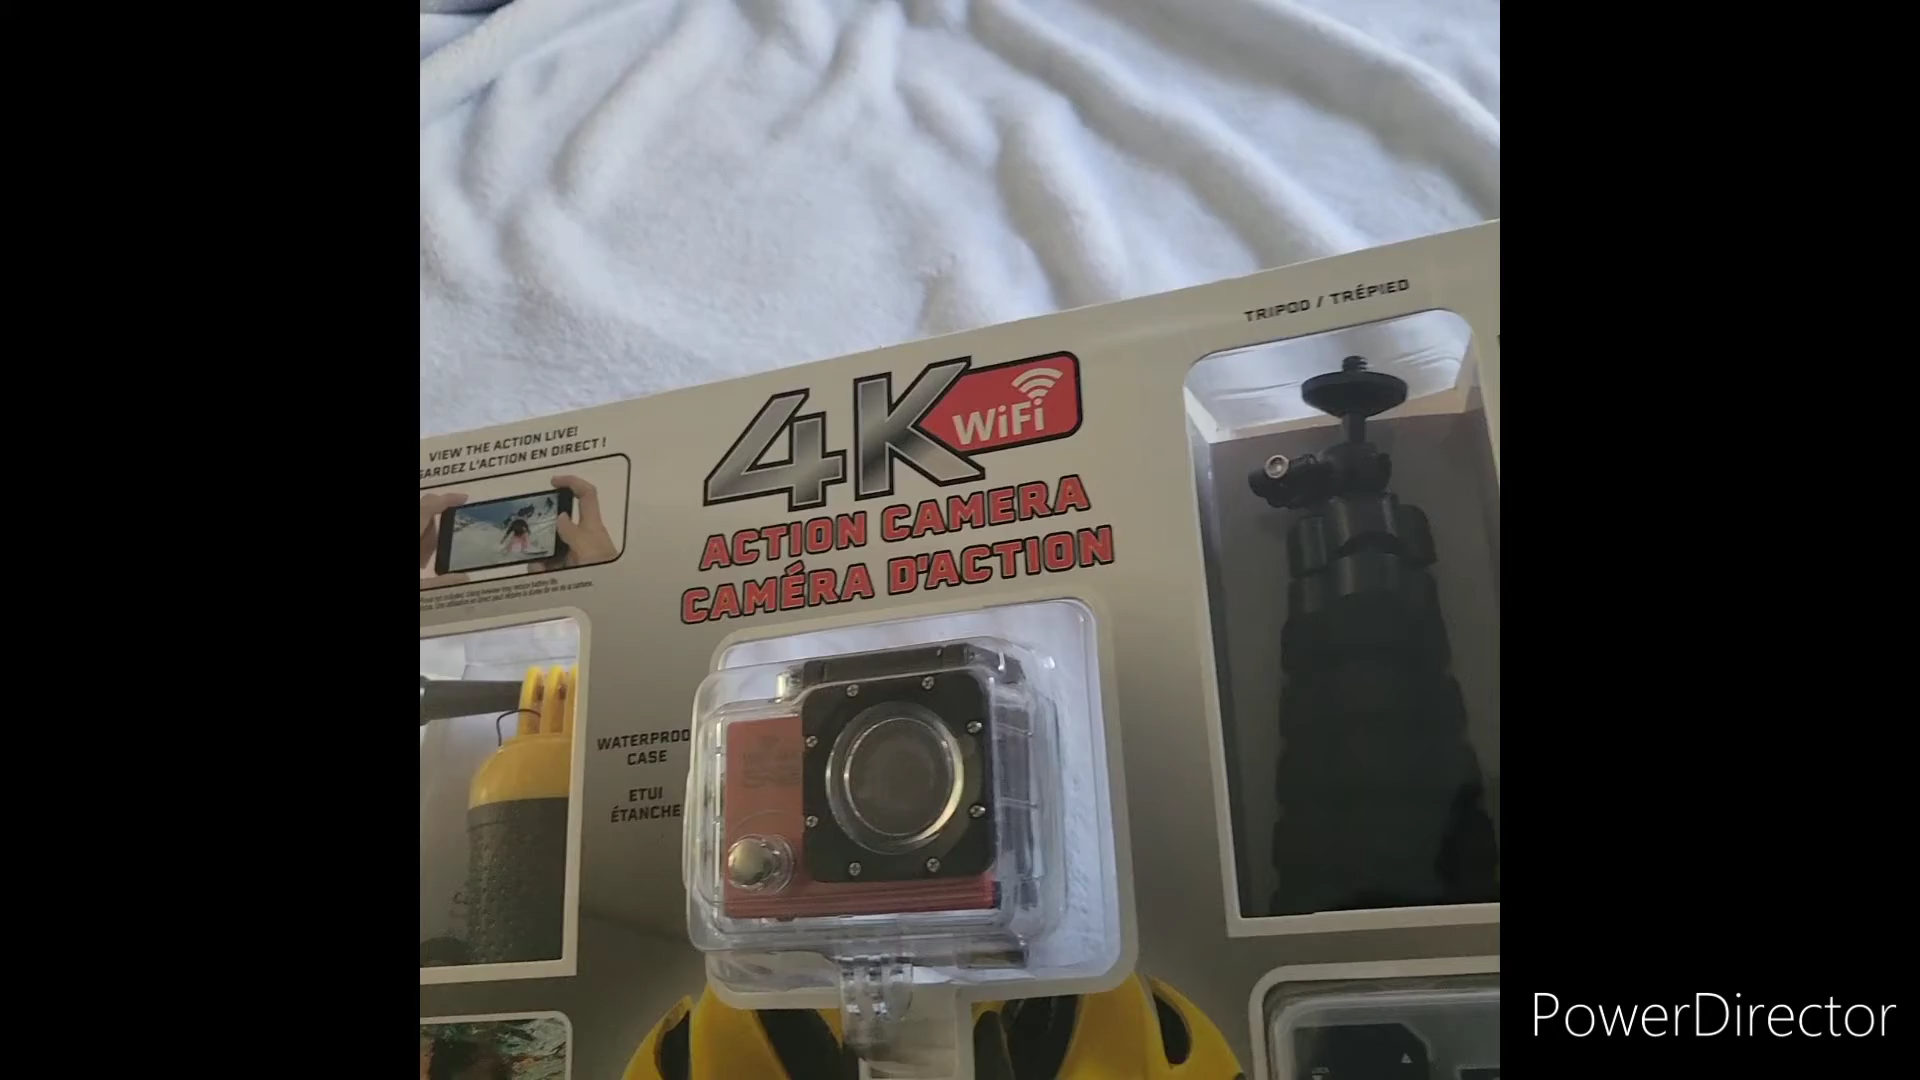 TRIPOD / TRÉPIED
4K WiFi
VIEW THE ACTION LIVE!
GARDEZ L'ACTION EN DIRECT !
ACTION CAMERA
CAMÉRA D'ACTION
WATERPROO
CASE
ETUI
ÉTANCHE
PowerDirector